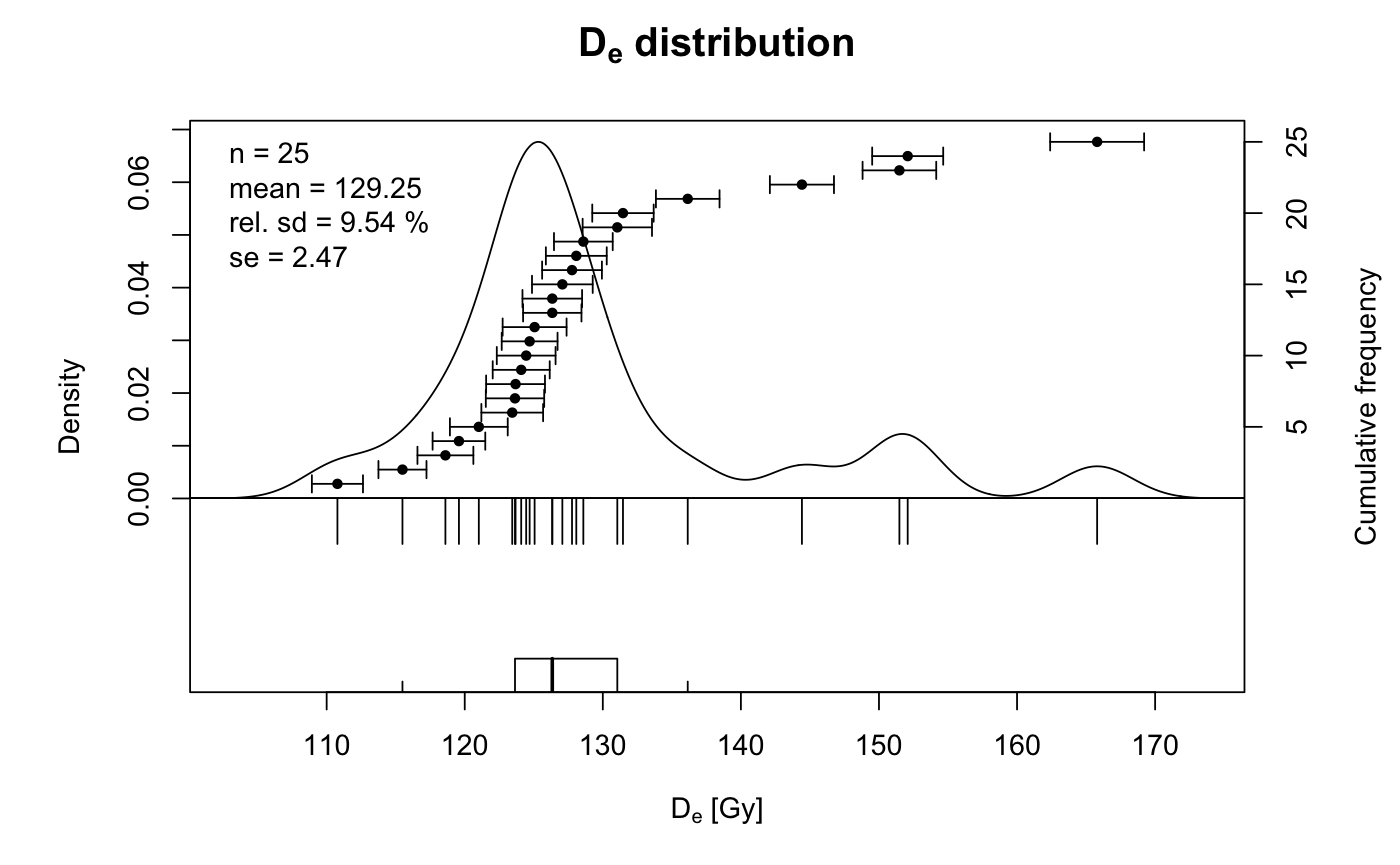 De distribution
n = 25
mean = 129.25
rel. sd = 9.54 %
se = 2.47
Density
0.00
0.02
0.04
0.06
Cumulative frequency
5
10
15
20
25
110 120 130 140 150 160 170
De [Gy]